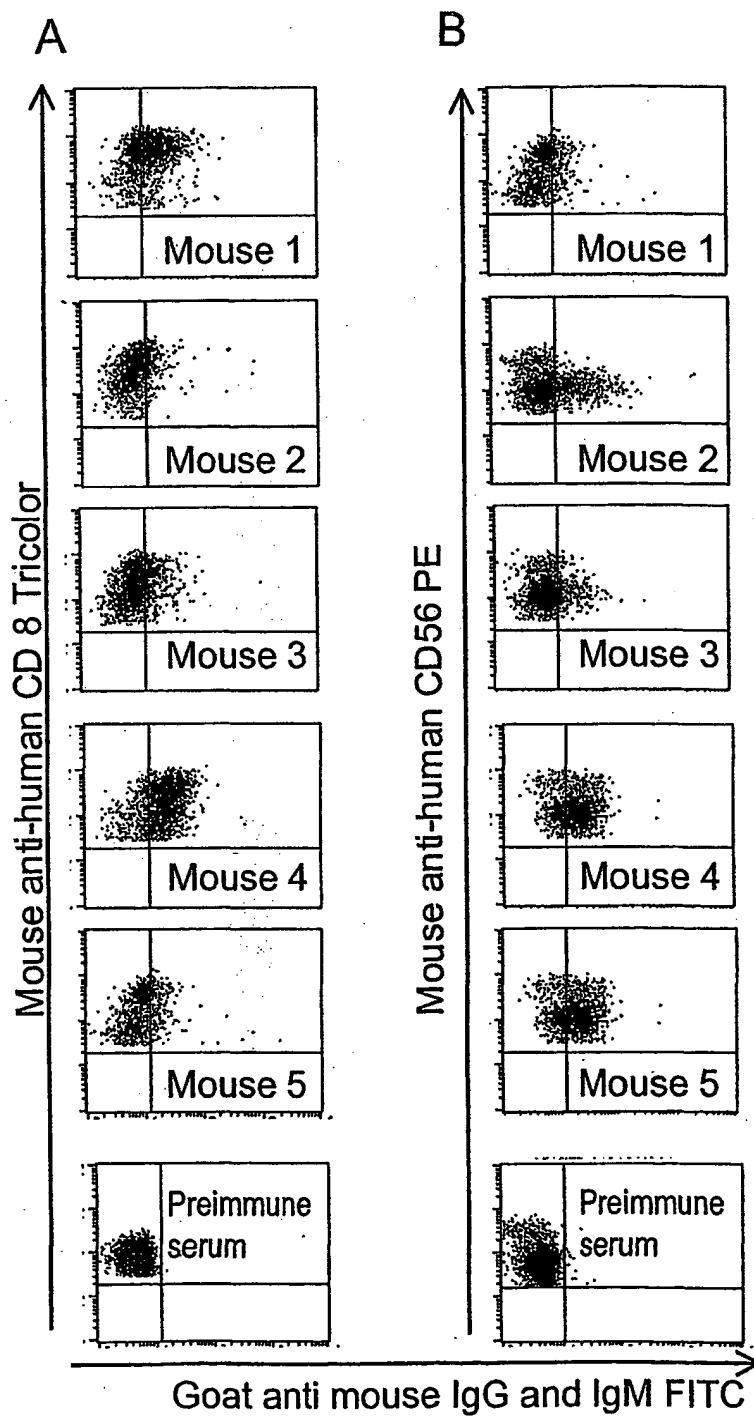 A
B
Mouse anti-human CD 8 Tricolor
Mouse 1
Mouse 2
Mouse 3
Mouse 4
Mouse 5
Preimmune
serum
Mouse anti-human CD56 PE
Mouse 1
Mouse 2
Mouse 3
Mouse 4
Mouse 5
Preimmune
serum
Goat anti mouse IgG and IgM FITC